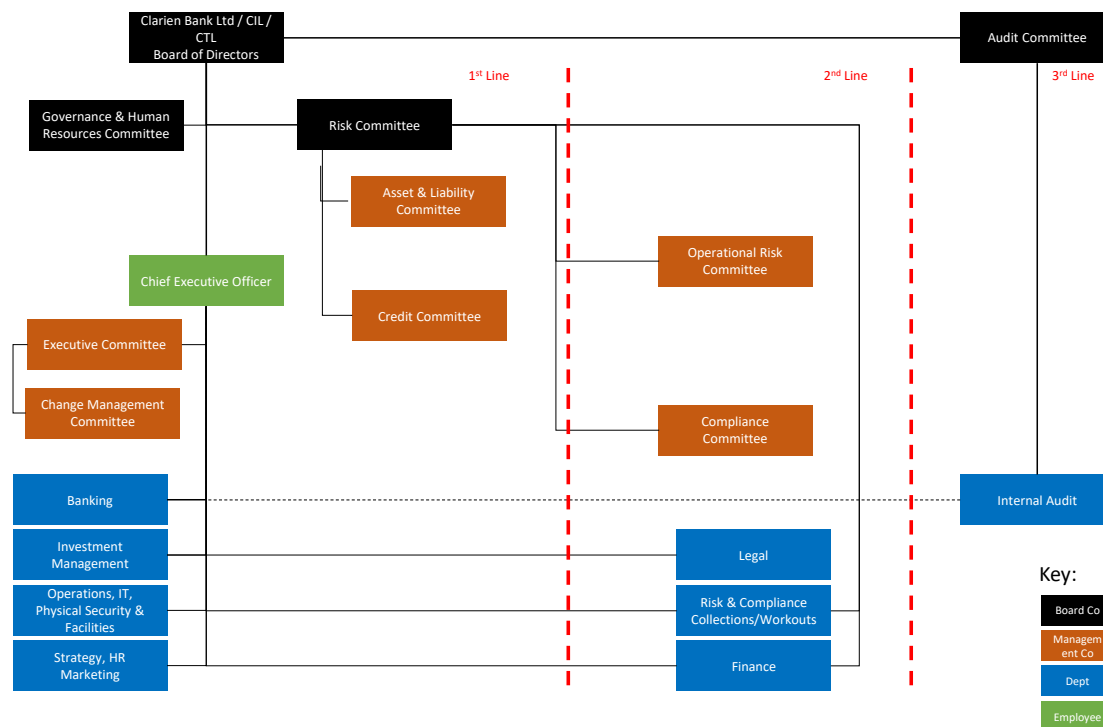 Clarien Bank Ltd / CIL /
CTL
Board of Directors
Audit Committee
1st Line
2nd Line
3rd Line
Governance & Human
Resources Committee
Risk Committee
Asset & Liability
Committee
Operational Risk
Committee
Chief Executive Officer
Credit Committee
Executive Committee
Change Management
Committee
Compliance
Committee
Banking
Internal Audit
Investment
Management
Legal
Operations, IT,
Physical Security &
Facilities
Risk & Compliance
Collections/Workouts
Strategy, HR
Marketing
Finance
Key:
Board Co
Managem
ent Co
Dept
Employee